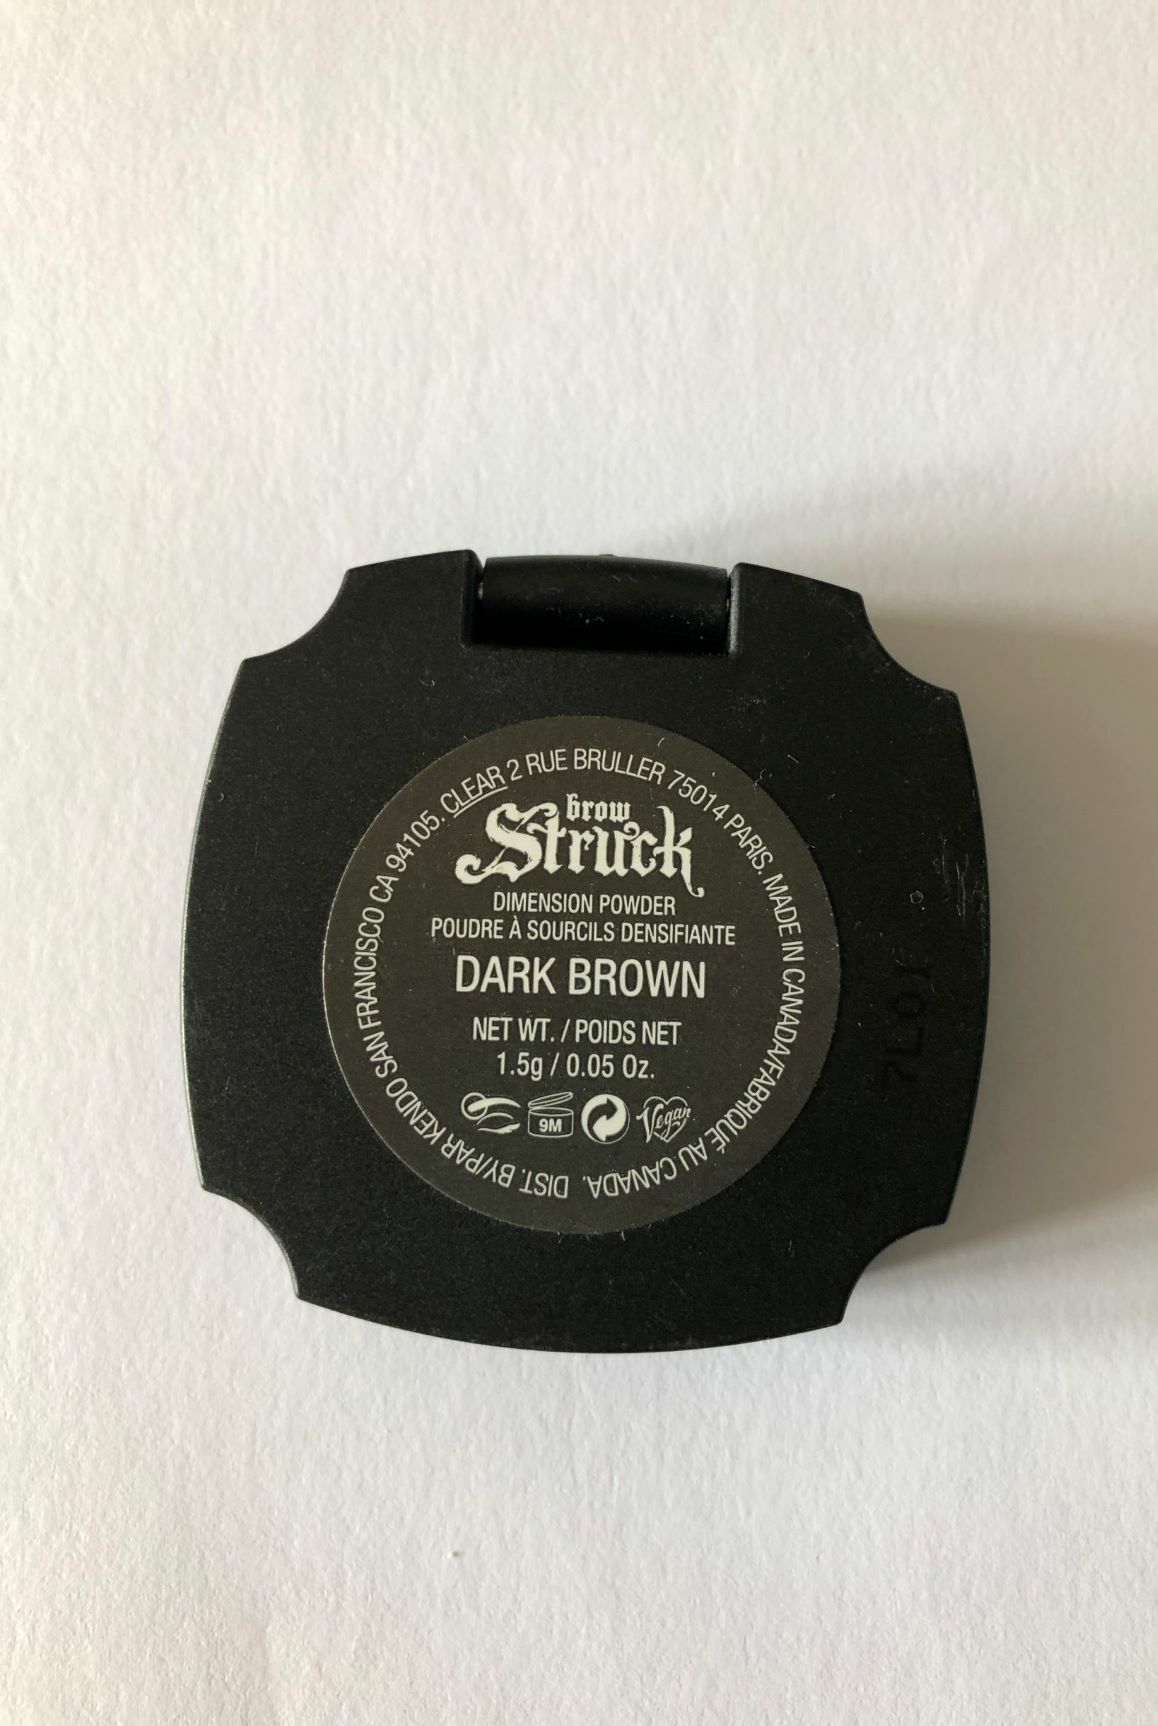 brow
Struck
DIMENSION POWDER
POUDRE À SOURCILS DENSIFIANTE
DARK BROWN
NET WT. / POIDS NET
1.5g / 0.05 Oz.
9M
Vegan
DIST. BY/PAR KENDO SAN FRANCISCO CA 94105. CLEAR 2 RUE BRULLER 75014 PARIS. MADE IN CANADA/FABRIQUÉ AU CANADA.